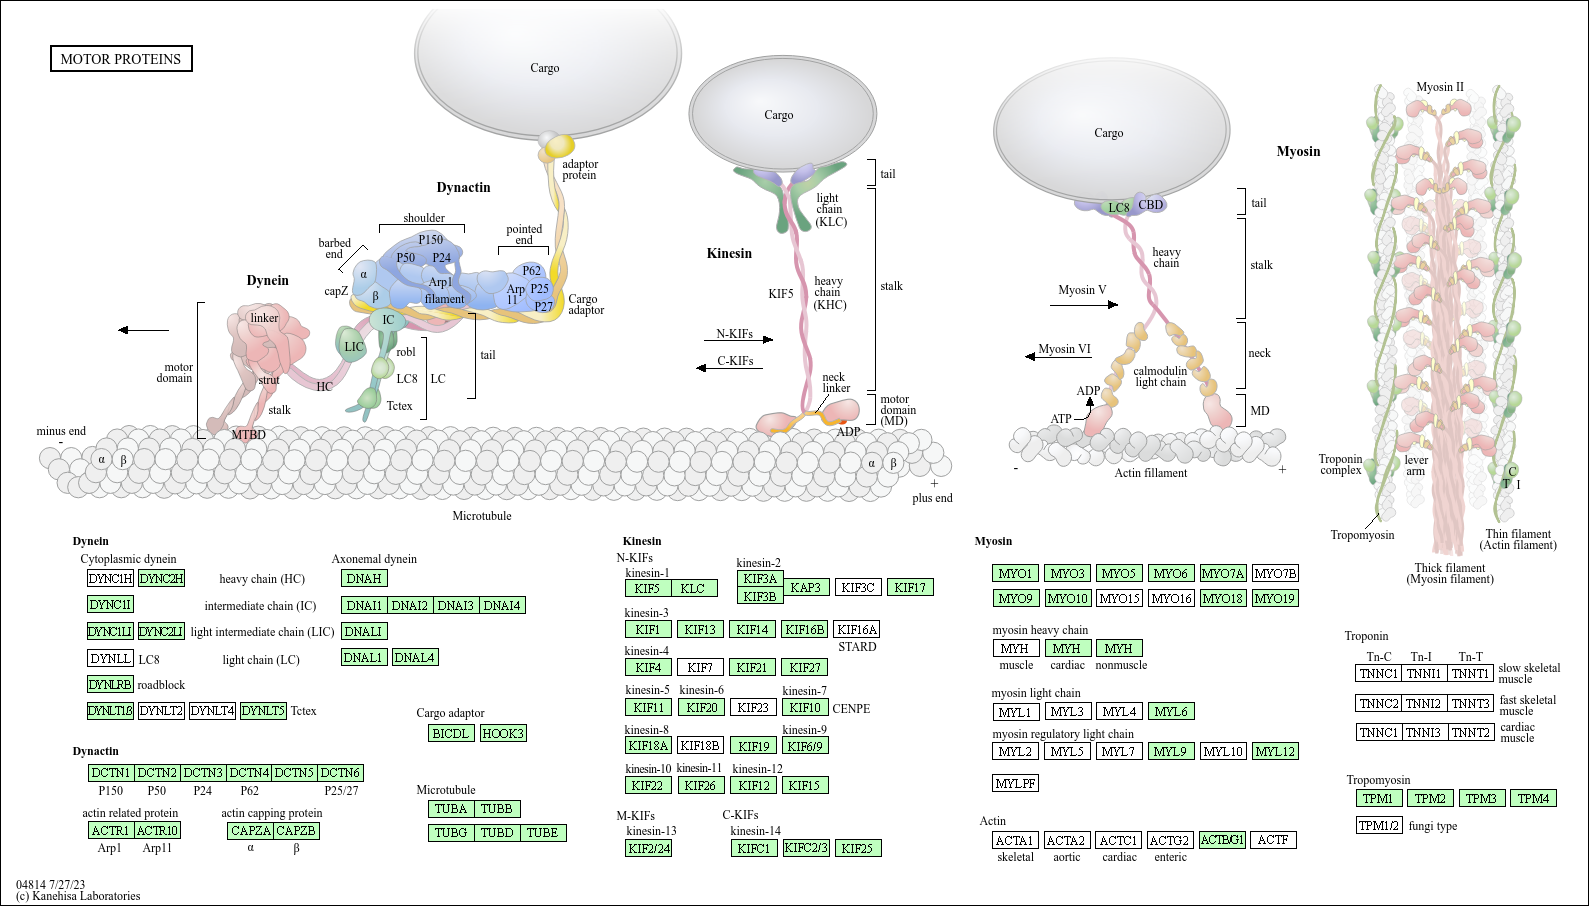 MOTOR PROTEINS
Cargo
adaptor
protein
Dynactin
shoulder
P150
P50 P24
barbed
end
α
β
capZ
Arp1
filament
pointed
end
P62
Arp
11
P25
P27
Cargo
adaptor
Dynein
linker
strut
stalk
motor
domain
MTBD
HC
LIC
IC
robl
LC8
LC
Tctex
tail
minus end
-
α β
α β
+
plus end
Microtubule
Cargo
tail
light
chain
(KLC)
Kinesin
KIF5
heavy
chain
(KHC)
stalk
N-KIFs
C-KIFs
neck
linker
motor
domain
(MD)
ADP
Cargo
Myosin
LC8 CBD
tail
heavy
chain
stalk
Myosin V
Myosin VI
neck
calmodulin
light chain
ADP
ATP
MD
-
+
Actin fillament
Myosin II
Troponin
complex
lever
arm
C
T I
Tropomyosin
Thin filament
(Actin filament)
Thick filament
(Myosin filament)
Dynein
Cytoplasmic dynein
Axonemal dynein
DYNC1H DYNC2H heavy chain (HC) DNAH
DYNC1I intermediate chain (IC) DNAI1 DNAI2 DNAI3 DNAI4
DYNC1LI DYNC2LI light intermediate chain (LIC) DNALI
DYNLL LC8 light chain (LC) DNAL1 DNAL4
DYNLRB roadblock
DYNLT1B DYNLT2 DYNLT4 DYNLT5 Tctex
Dynactin
DCTN1 DCTN2 DCTN3 DCTN4 DCTN5 DCTN6
P150 P50 P24 P62 P25/27
actin related protein
actin capping protein
ACTR1 ACTR10 CAPZA CAPZB
Arp1 Arp11 α β
Cargo adaptor
BICDL HOOK3
Microtubule
TUBA TUBB
TUBG TUBD TUBE
Kinesin
N-KIFs
kinesin-1
KIF5 KLC
kinesin-2
KIF3A
KIF3B
KAP3 KIF3C KIF17
kinesin-3
KIF1 KIF13 KIF14 KIF16B KIF16A
STARD
kinesin-4
KIF4 KIF7 KIF21 KIF27
kinesin-5 kinesin-6 kinesin-7
KIF11 KIF20 KIF23 KIF10 CENPE
kinesin-8 kinesin-9
KIF18A KIF18B KIF19 KIF6/9
kinesin-10 kinesin-11 kinesin-12
KIF22 KIF26 KIF12 KIF15
M-KIFs C-KIFs
kinesin-13 kinesin-14
KIF2/24 KIFC1 KIFC2/3 KIF25
Myosin
MYO1 MYO3 MYO5 MYO6 MYO7A MYO7B
MYO9 MYO10 MYO15 MYO16 MYO18 MYO19
myosin heavy chain
MYH MYH MYH
muscle cardiac nonmuscle
myosin light chain
MYL1 MYL3 MYL4 MYL6
myosin regulatory light chain
MYL2 MYL5 MYL7 MYL9 MYL10 MYL12
MYLPF
Actin
ACTA1 ACTA2 ACTC1 ACTG2 ACTB/G1 ACTF
skeletal aortic cardiac enteric
Troponin
Tn-C Tn-I Tn-T
TNNC1 TNNI1 TNNT1 slow skeletal
muscle
TNNC2 TNNI2 TNNT3 fast skeletal
muscle
TNNC1 TNNI3 TNNT2 cardiac
muscle
Tropomyosin
TPM1 TPM2 TPM3 TPM4
TPM1/2 fungi type
04814 7/27/23
(c) Kanehisa Laboratories